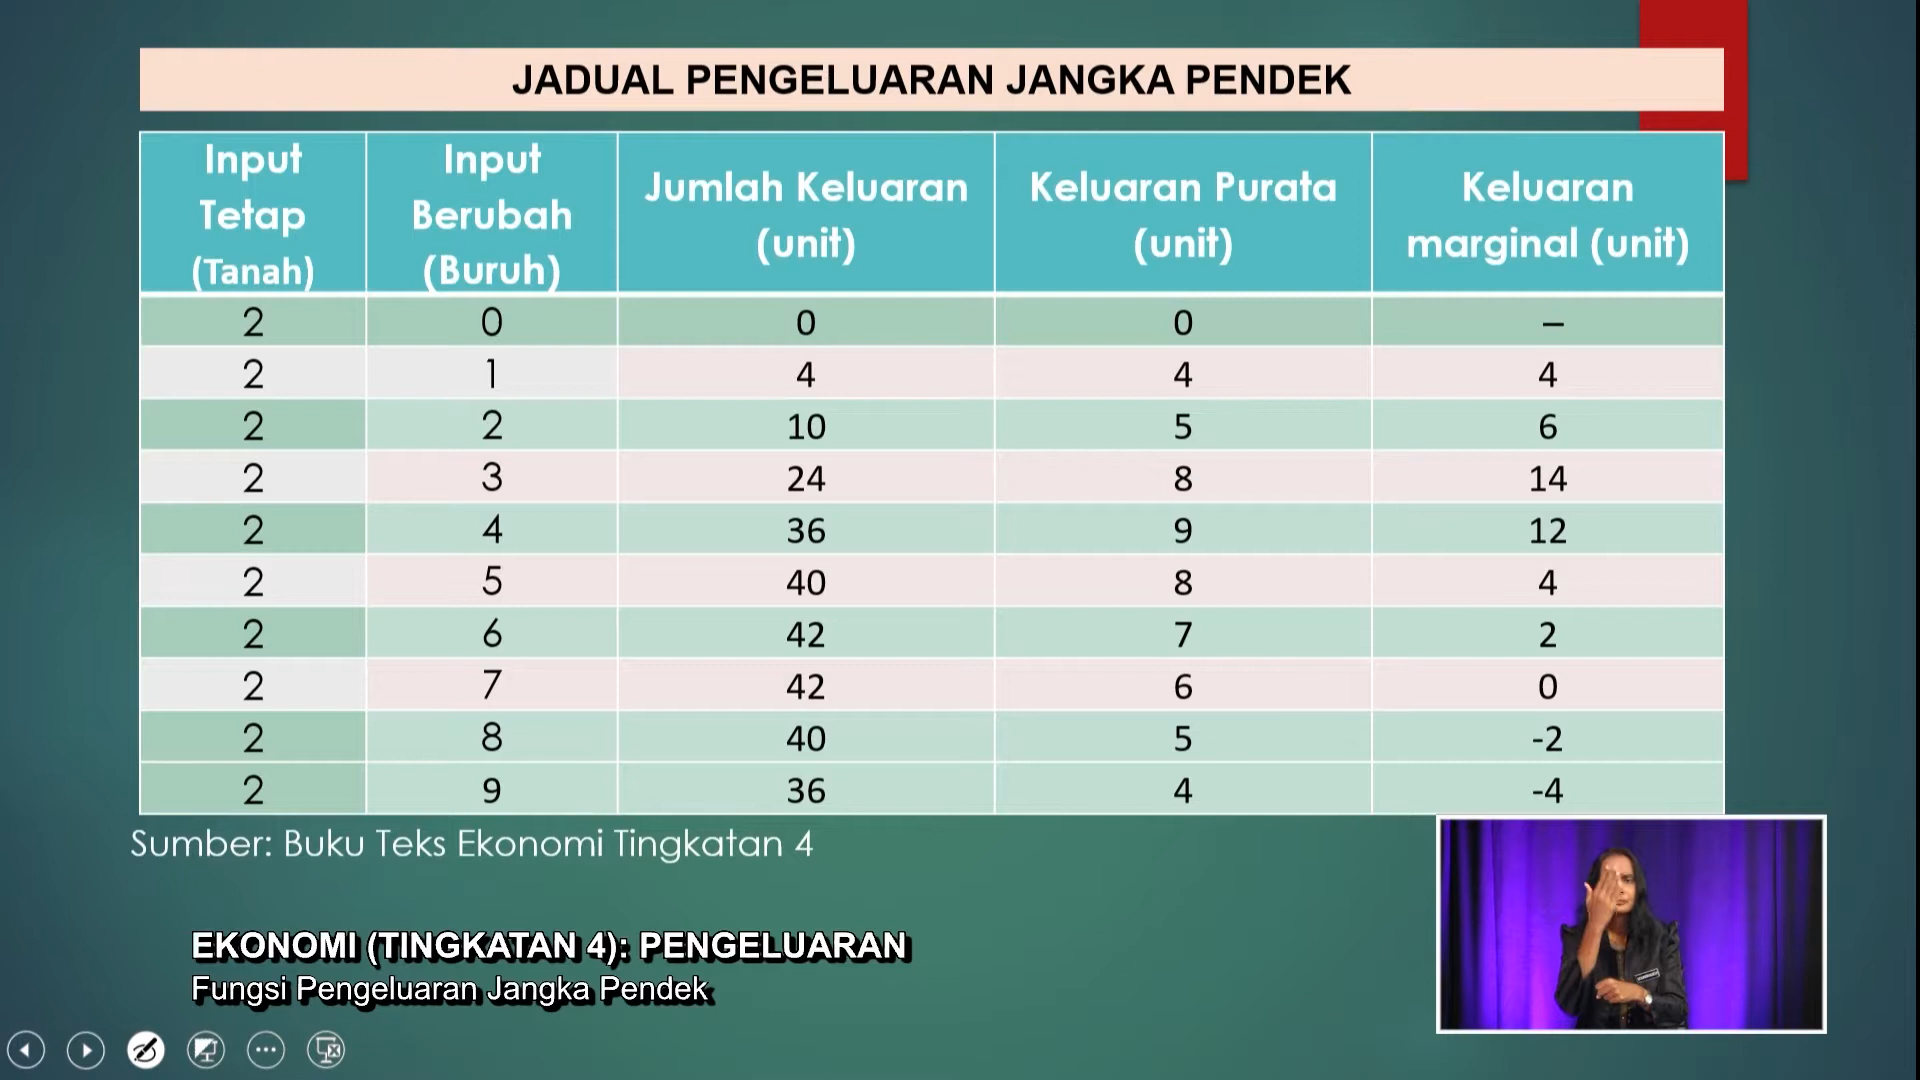 JADUAL PENGELUARAN JANGKA PENDEK
Input Tetap (Tanah) Input Berubah (Buruh) Jumlah Keluaran (unit) Keluaran Purata (unit) Keluaran marginal (unit)
2 0 0 0 –
2 1 4 4 4
2 2 10 5 6
2 3 24 8 14
2 4 36 9 12
2 5 40 8 4
2 6 42 7 2
2 7 42 6 0
2 8 40 5 -2
2 9 36 4 -4
Sumber: Buku Teks Ekonomi Tingkatan 4
EKONOMI (TINGKATAN 4): PENGELUARAN
Fungsi Pengeluaran Jangka Pendek